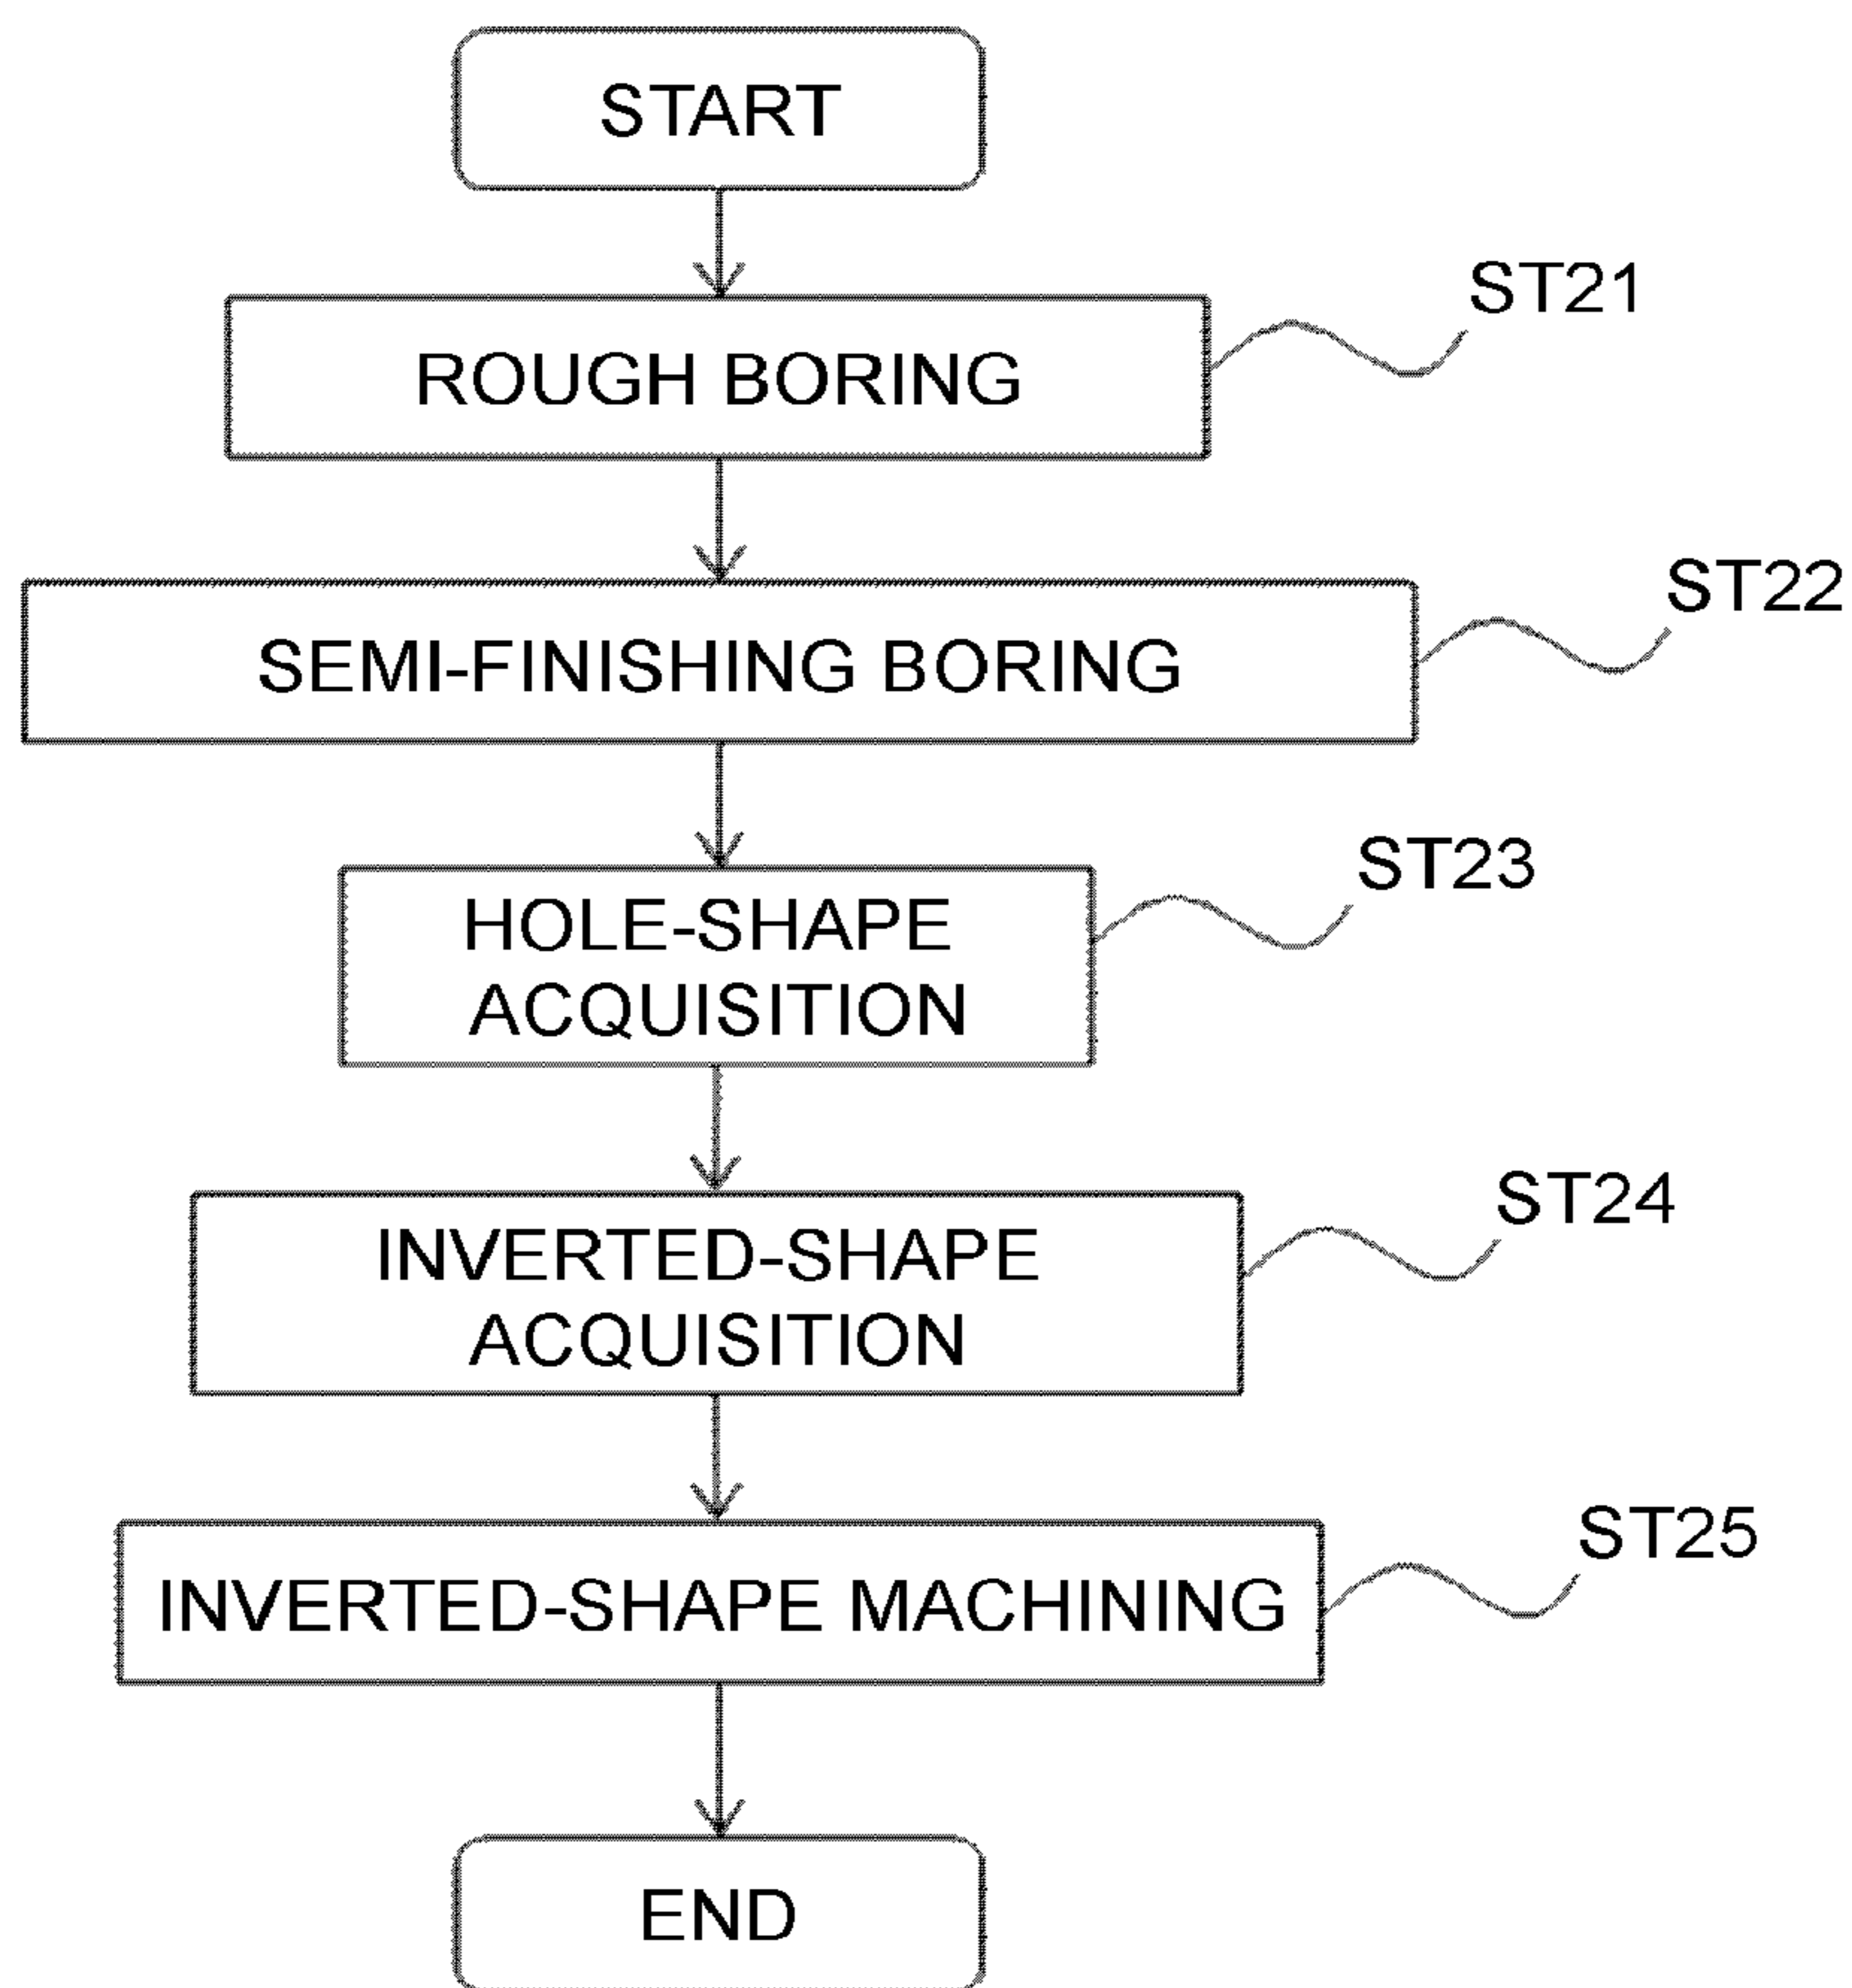 START
ST21
ROUGH BORING
ST22
SEMI-FINISHING BORING
ST23
HOLE-SHAPE
ACQUISITION
ST24
INVERTED-SHAPE
ACQUISITION
ST25
INVERTED-SHAPE MACHINING
END